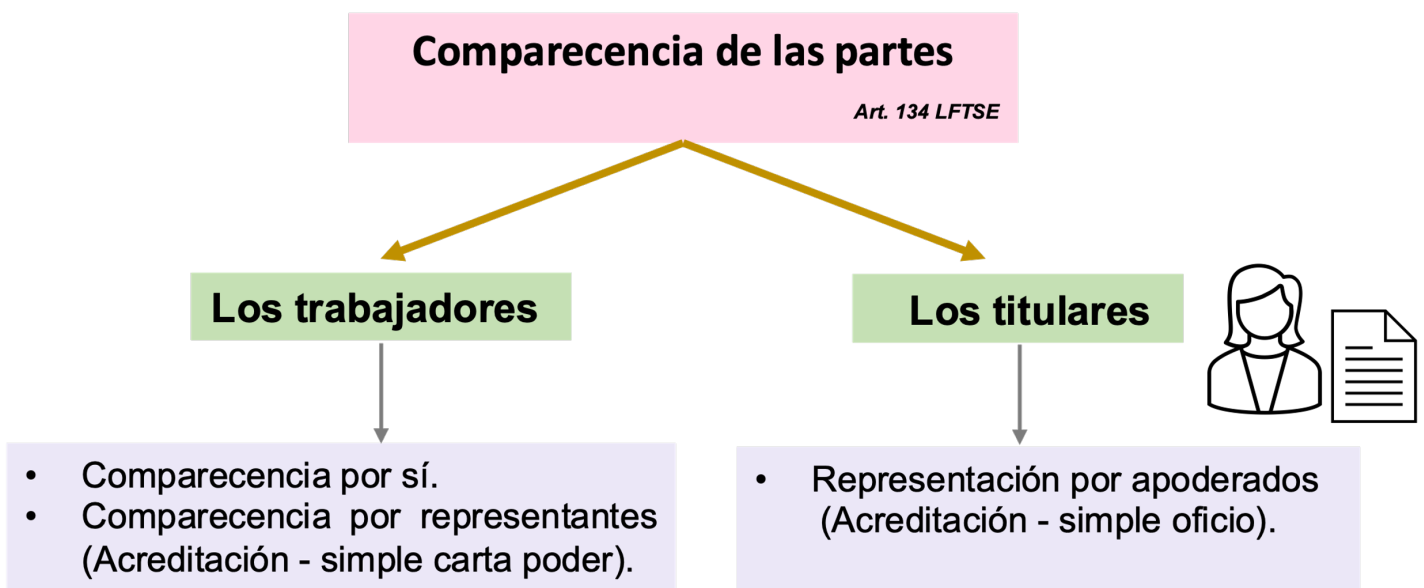 Comparecencia de las partes
Art. 134 LFTSE
Los trabajadores
Los titulares
• Comparecencia por sí.
• Comparecencia por representantes
(Acreditación - simple carta poder).
• Representación por apoderados
(Acreditación - simple oficio).